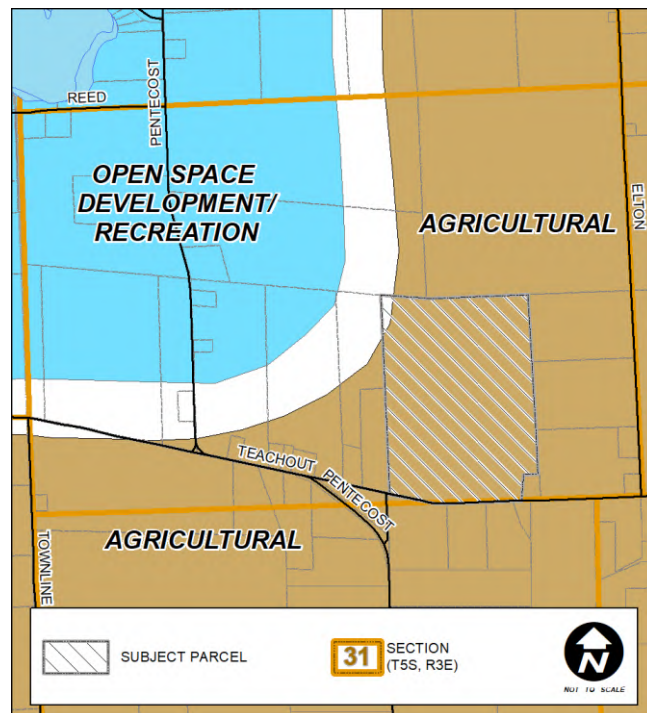 REED
PENTECOST
OPEN SPACE
DEVELOPMENT/
RECREATION
AGRICULTURAL
ELTON
TEACHOUT
PENTECOST
AGRICULTURAL
TOWNLINE
SUBJECT PARCEL
31
SECTION
(T5S, R3E)
N
NOT TO SCALE